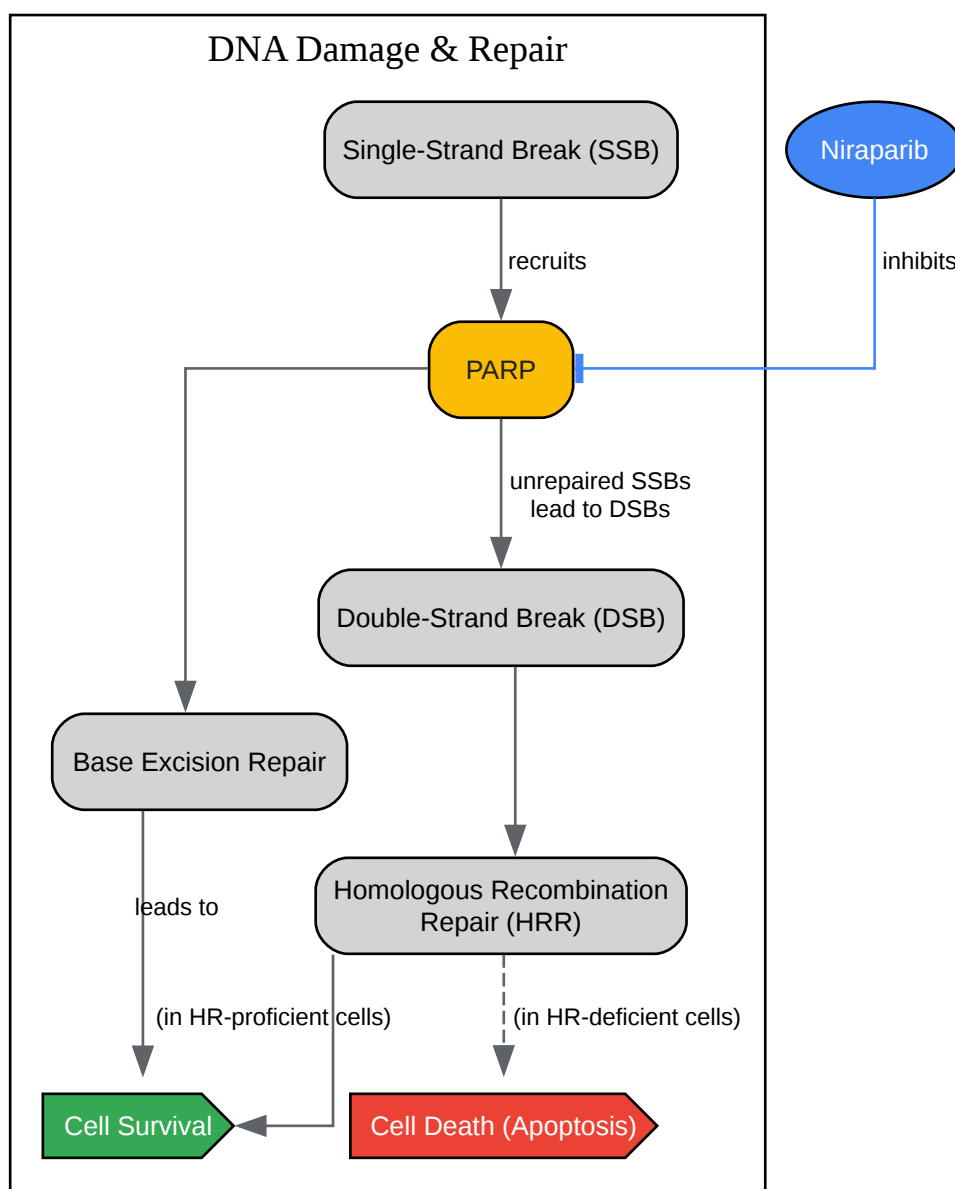 DNA Damage & Repair
Single-Strand Break (SSB)
Niraparib
recruits
inhibits
PARP
unrepaired SSBs
lead to DSBs
Double-Strand Break (DSB)
Base Excision Repair
Homologous Recombination
Repair (HRR)
leads to
(in HR-proficient cells)
(in HR-deficient cells)
Cell Survival
Cell Death (Apoptosis)